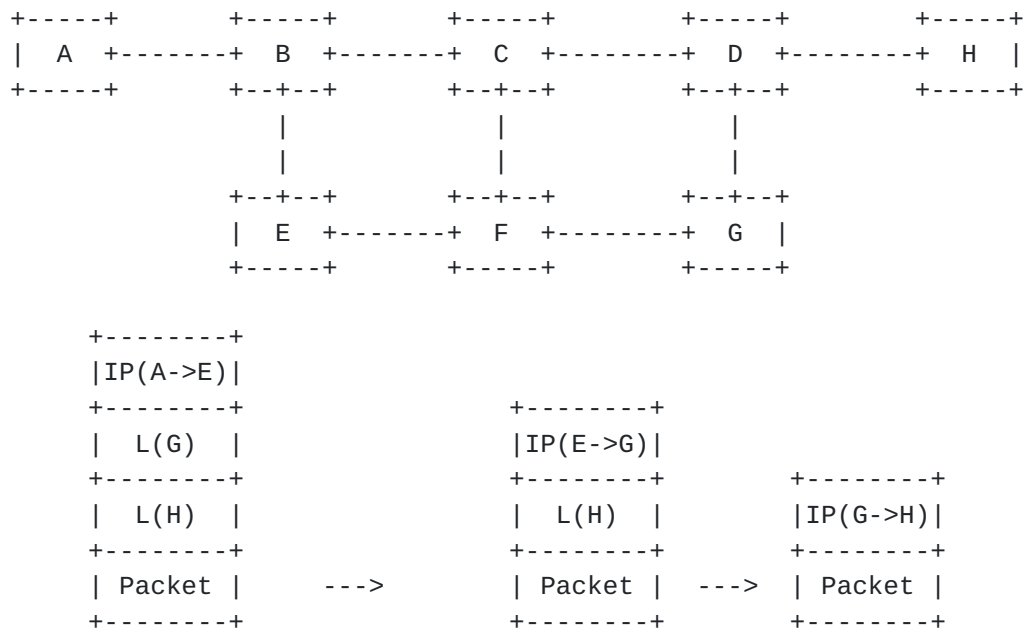 +-----+       +-----+       +-----+        +-----+        +-----+
|  A  +-------+  B  +-------+  C  +--------+  D  +--------+  H  |
+-----+       +--+--+       +--+--+        +--+--+        +-----+
                 |             |              |
                 |             |              |
              +--+--+       +--+--+        +--+--+
              |  E  +-------+  F  +--------+  G  |
              +-----+       +-----+        +-----+

     +--------+
     |IP(A->E)|
     +--------+                +--------+
     |  L(G)  |                |IP(E->G)|
     +--------+                +--------+        +--------+
     |  L(H)  |                |  L(H)  |        |IP(G->H)|
     +--------+                +--------+        +--------+
     | Packet |     --->       | Packet |  --->  | Packet |
     +--------+                +--------+        +--------+